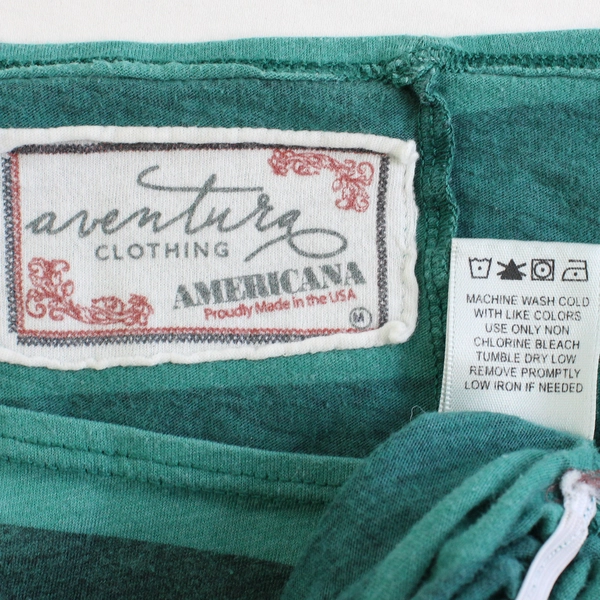 aventura
CLOTHING
AMERICANA
Proudly Made in the USA
M
MACHINE WASH COLD
WITH LIKE COLORS
USE ONLY NON
CHLORINE BLEACH
TUMBLE DRY LOW
REMOVE PROMPTLY
LOW IRON IF NEEDED